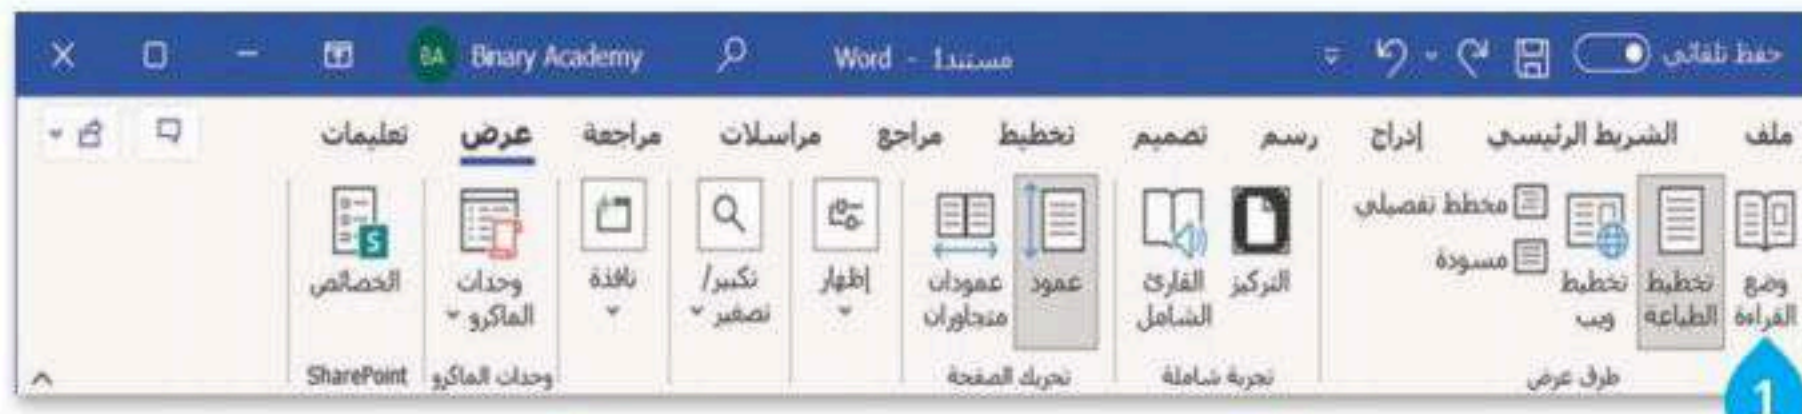 حفظ تلقائي
مستند1 - Word
Binary Academy
BA
ملف الشريط الرئيسي إدراج رسم تصميم تخطيط مراجع مراسلات مراجعة عرض تعليمات
وضع القراءة
تخطيط الطباعة
تخطيط ويب
مخطط تفصيلي
مسودة
طرق عرض
التركيز
القارئ الشامل
تجربة شاملة
عمود
عمودان متجاوران
تحريك الصفحة
إظهار
تكبير/ تصغير
نافذة
وحدات الماكرو
وحدات الماكرو
الخصائص
S
SharePoint
1